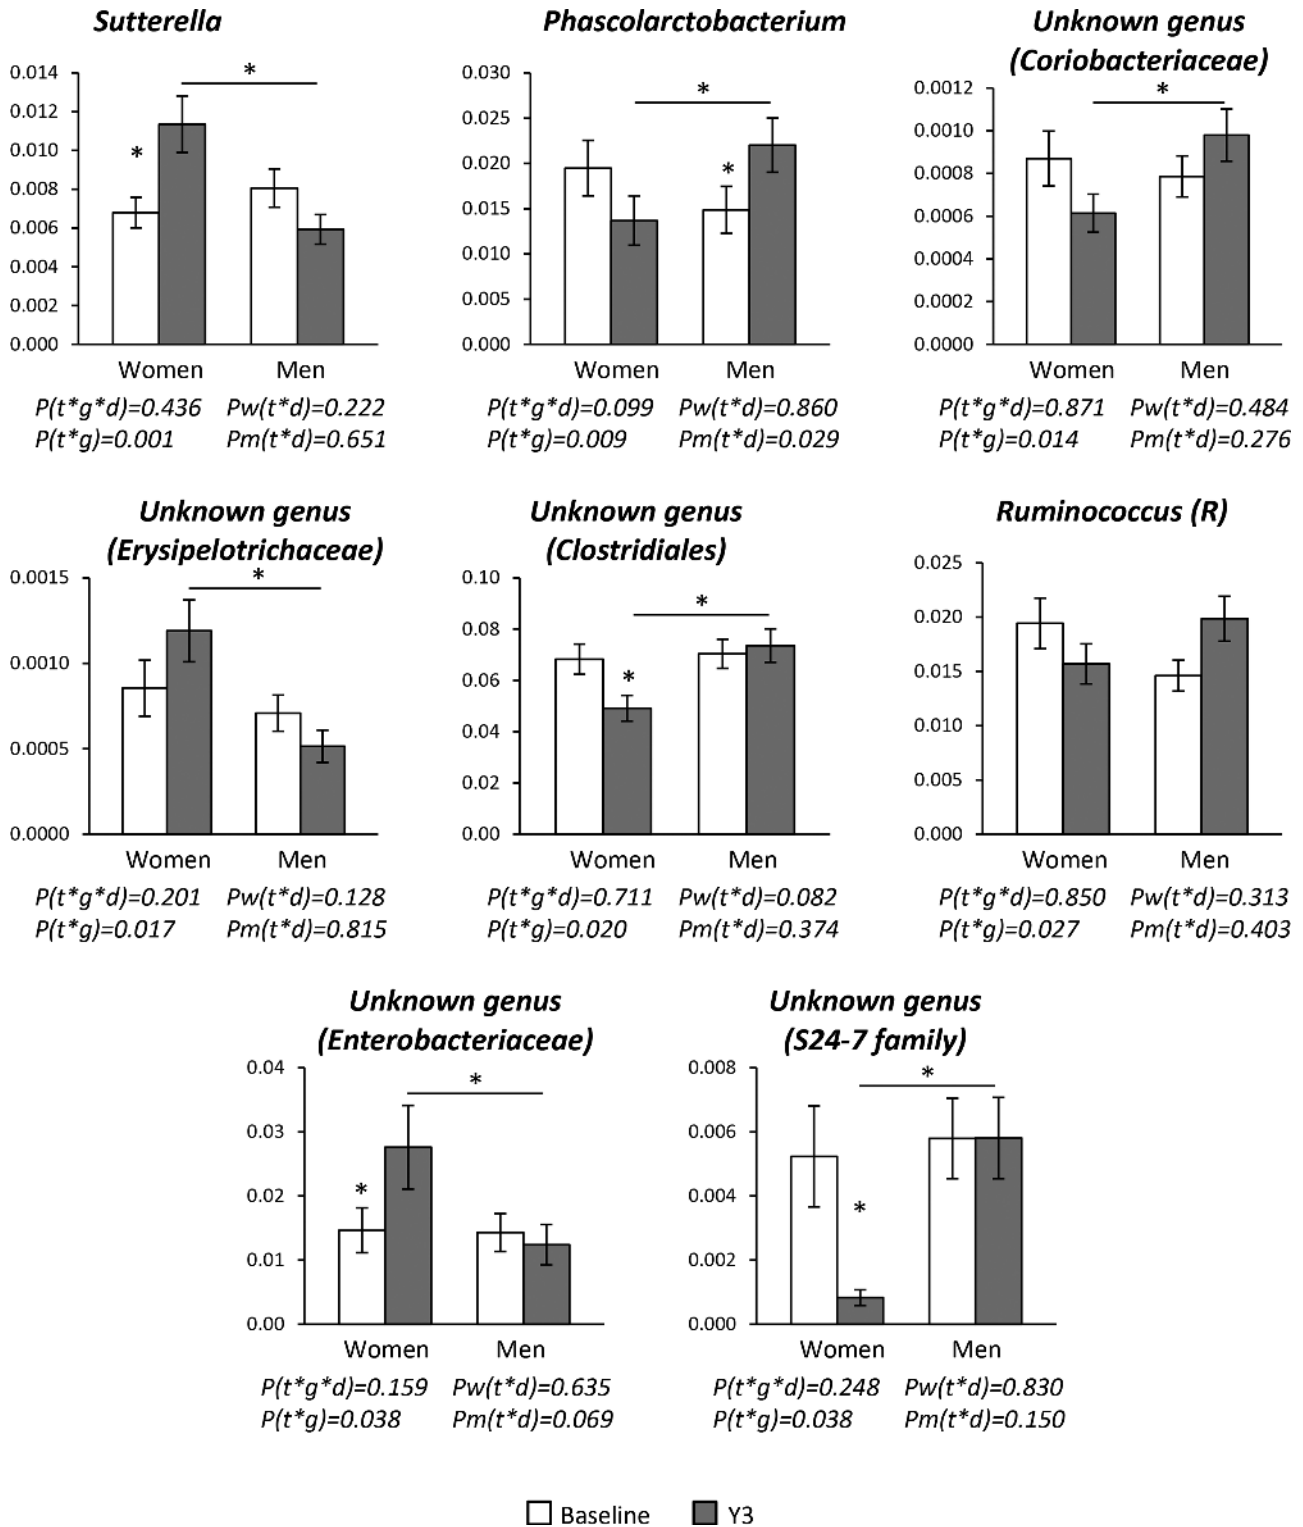 Sutterella
*
0.014
0.012
0.010
0.008
0.006
0.004
0.002
0.000
*
Women Men
P(t*g*d)=0.436 Pw(t*d)=0.222
P(t*g)=0.001 Pm(t*d)=0.651
Phascolarctobacterium
*
0.030
0.025
0.020
0.015
0.010
0.005
0.000
*
Women Men
P(t*g*d)=0.099 Pw(t*d)=0.860
P(t*g)=0.009 Pm(t*d)=0.029
Unknown genus
(Coriobacteriaceae)
*
0.0012
0.0010
0.0008
0.0006
0.0004
0.0002
0.0000
Women Men
P(t*g*d)=0.871 Pw(t*d)=0.484
P(t*g)=0.014 Pm(t*d)=0.276
Unknown genus
(Erysipelotrichaceae)
*
0.0015
0.0010
0.0005
0.0000
Women Men
P(t*g*d)=0.201 Pw(t*d)=0.128
P(t*g)=0.017 Pm(t*d)=0.815
Unknown genus
(Clostridiales)
*
0.10
0.08
0.06
0.04
0.02
0.00
*
Women Men
P(t*g*d)=0.711 Pw(t*d)=0.082
P(t*g)=0.020 Pm(t*d)=0.374
Ruminococcus (R)
0.025
0.020
0.015
0.010
0.005
0.000
Women Men
P(t*g*d)=0.850 Pw(t*d)=0.313
P(t*g)=0.027 Pm(t*d)=0.403
Unknown genus
(Enterobacteriaceae)
*
0.04
0.03
0.02
0.01
0.00
*
Women Men
P(t*g*d)=0.159 Pw(t*d)=0.635
P(t*g)=0.038 Pm(t*d)=0.069
Unknown genus
(S24-7 family)
*
0.008
0.006
0.004
0.002
0.000
*
Women Men
P(t*g*d)=0.248 Pw(t*d)=0.830
P(t*g)=0.038 Pm(t*d)=0.150
Baseline Y3